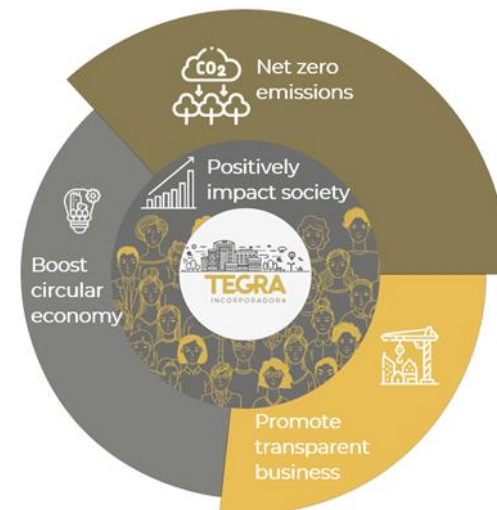 CO₂
Net zero
emissions
Positively
impact society
TEGRA
INCORPORADORA
Boost
circular
economy
Promote
transparent
business